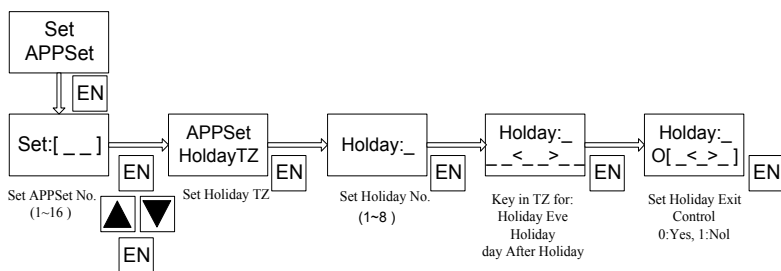 Set
APPSet
EN
Set:[ _ _ ]
EN
Set APPSet No.
(1~16 )
EN
APPSet
HoldayTZ
EN
Set Holiday TZ
Holday:_
EN
Set Holiday No.
(1~8 )
Holday:_
_ _<_ _>_ _
EN
Key in TZ for:
Holiday Eve
Holiday
day After Holiday
Holday:_
O[ _<_>_ ]
EN
Set Holiday Exit
Control
0:Yes, 1:Nol